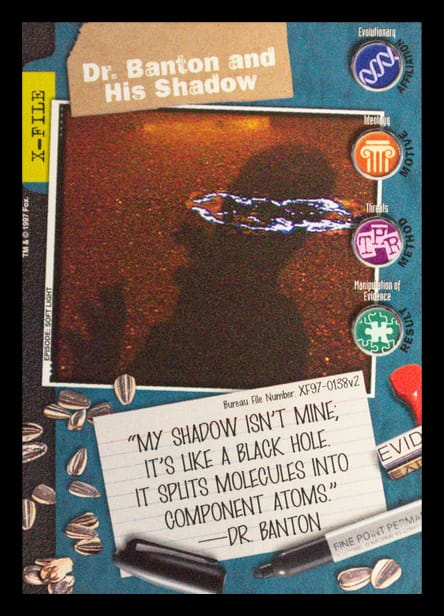 Dr. Banton and
His Shadow
X-FILE
TM & © 1997 Fox.
EPISODE: SOFT LIGHT
Evolutionary
AFFILIATION
Ideology
MOTIVE
Threats
METHOD
Manipulation of
Evidence
RESULT
Bureau File Number: XF97-0138v2
"MY SHADOW ISN'T MINE;
IT'S LIKE A BLACK HOLE.
IT SPLITS MOLECULES INTO
COMPONENT ATOMS."
—DR. BANTON
EVID
FINE POINT PERMA